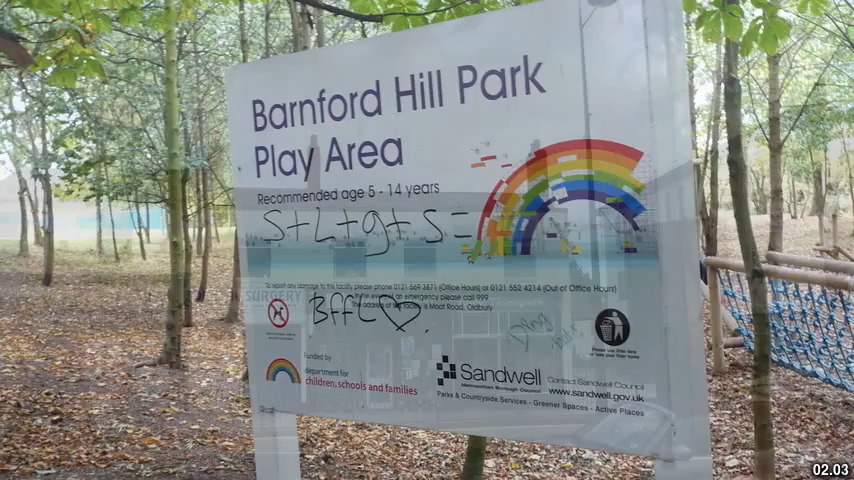 Barnford Hill Park
Play Area
Recommended age 5 - 14 years
S+L+g+S=
To report any damage to this facility please phone 0121 569 3871 (Office Hours) or 0121 552 4214 (Out of Office Hours)
In the event of an emergency please call 999
The address of this facility is Moat Road, Oldbury
SURGERY
BFFL♡.
Funded by
department for
children, schools and families
Sandwell
Metropolitan Borough Council
Contact Sandwell Council
www.sandwell.gov.uk
Parks & Countryside Services - Greener Spaces - Active Places
02.03